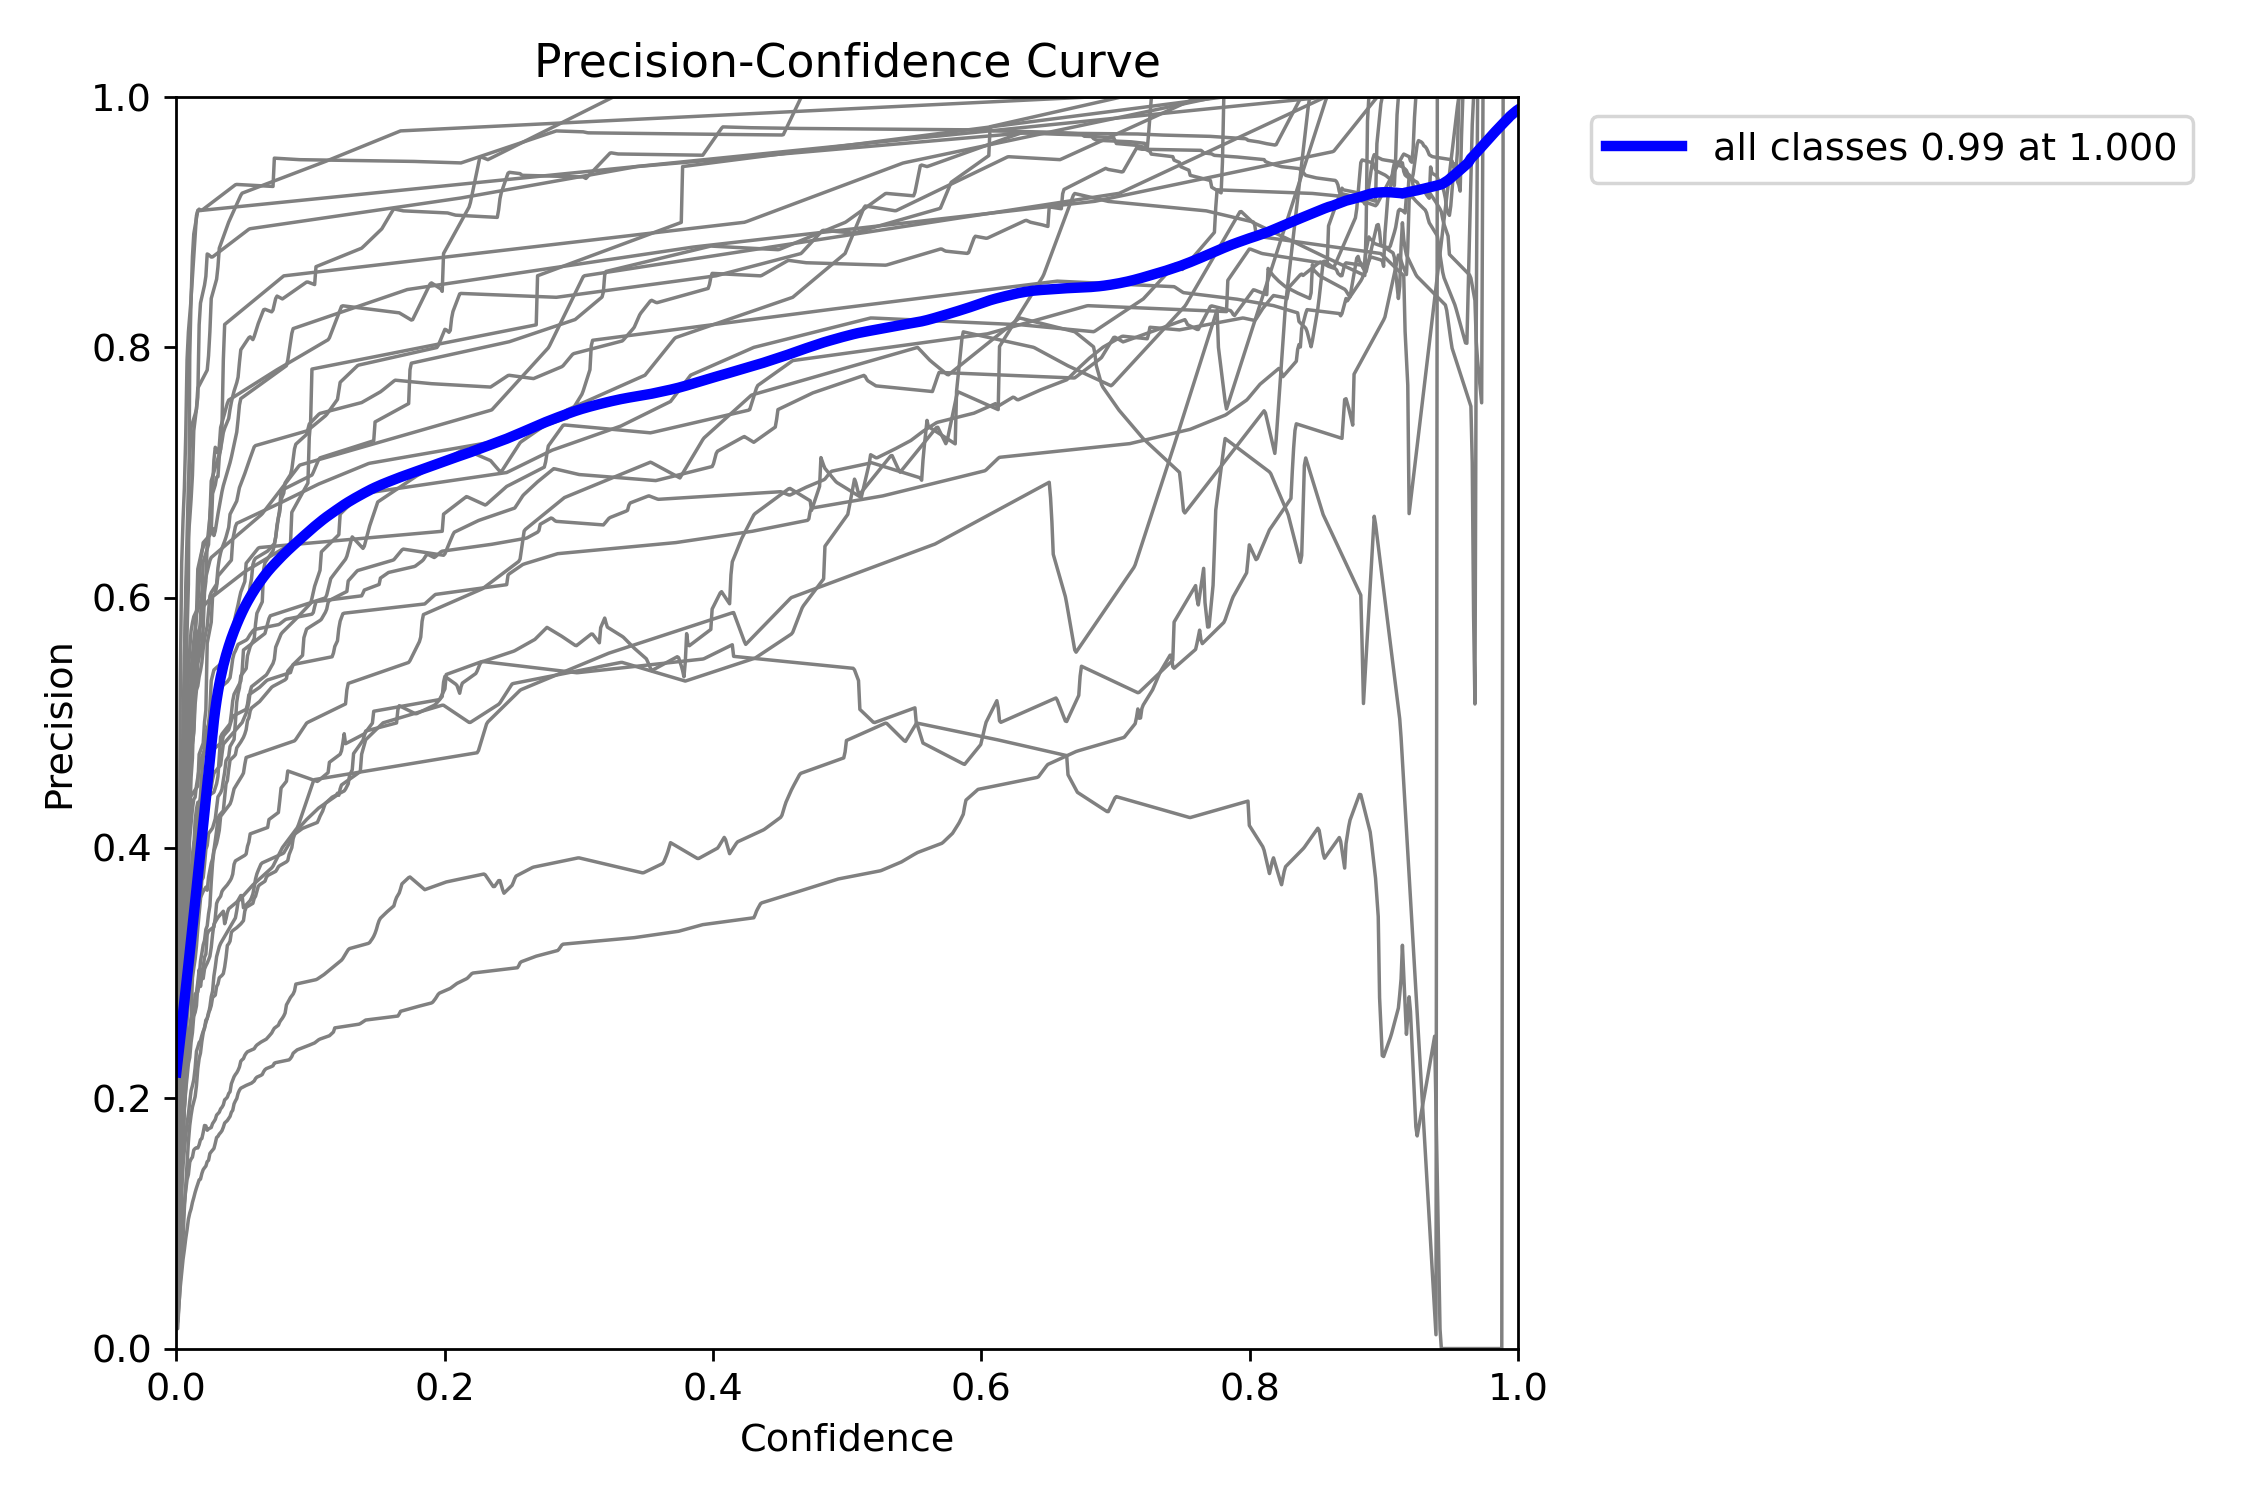 Precision-Confidence Curve
all classes 0.99 at 1.000
Precision
1.0
0.8
0.6
0.4
0.2
0.0
0.0 0.2 0.4 0.6 0.8 1.0
Confidence